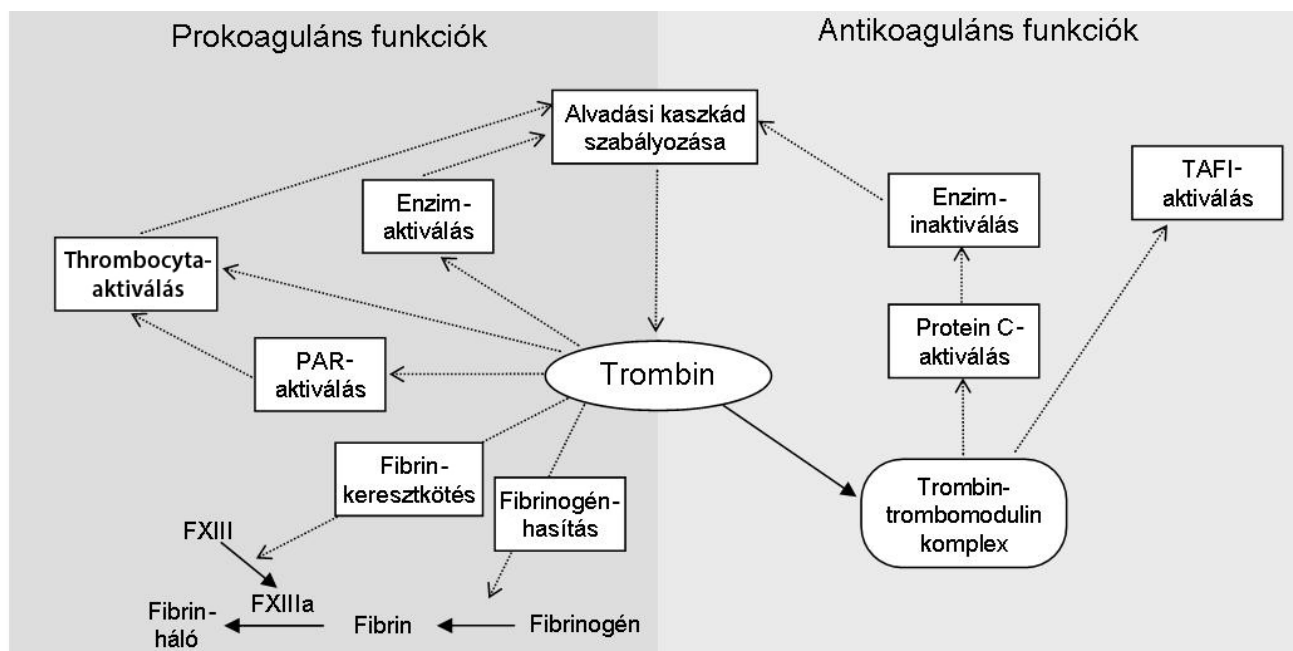 Prokoaguláns funkciók
Antikoaguláns funkciók
Alvadási kaszkád
szabályozása
TAFI-
aktiválás
Enzim-
aktiválás
Enzim-
inaktiválás
Thrombocyta-
aktiválás
Protein C-
aktiválás
PAR-
aktiválás
Trombin
Fibrin-
keresztkötés
Fibrinogén-
hasítás
Trombin-
trombomodulin
komplex
FXIII
FXIIIa
Fibrin-
háló
Fibrin
Fibrinogén